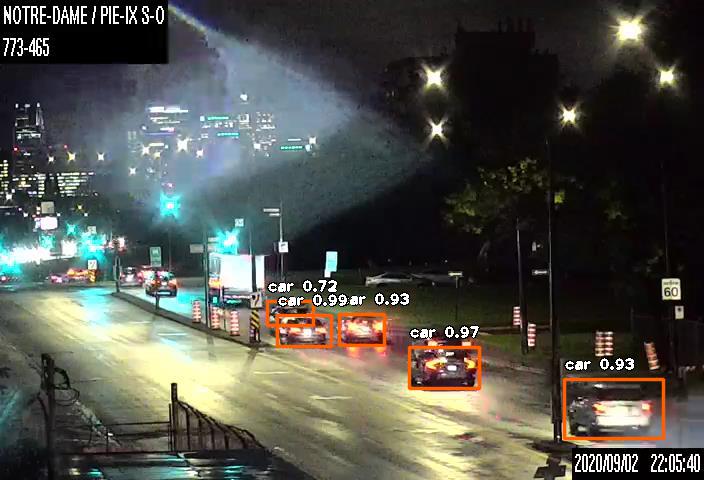 NOTRE-DAME / PIE-IX S-O
773-465
car 0.72
car 0.99
ar 0.93
car 0.97
car 0.93
60
2020/09/02 22:05:40